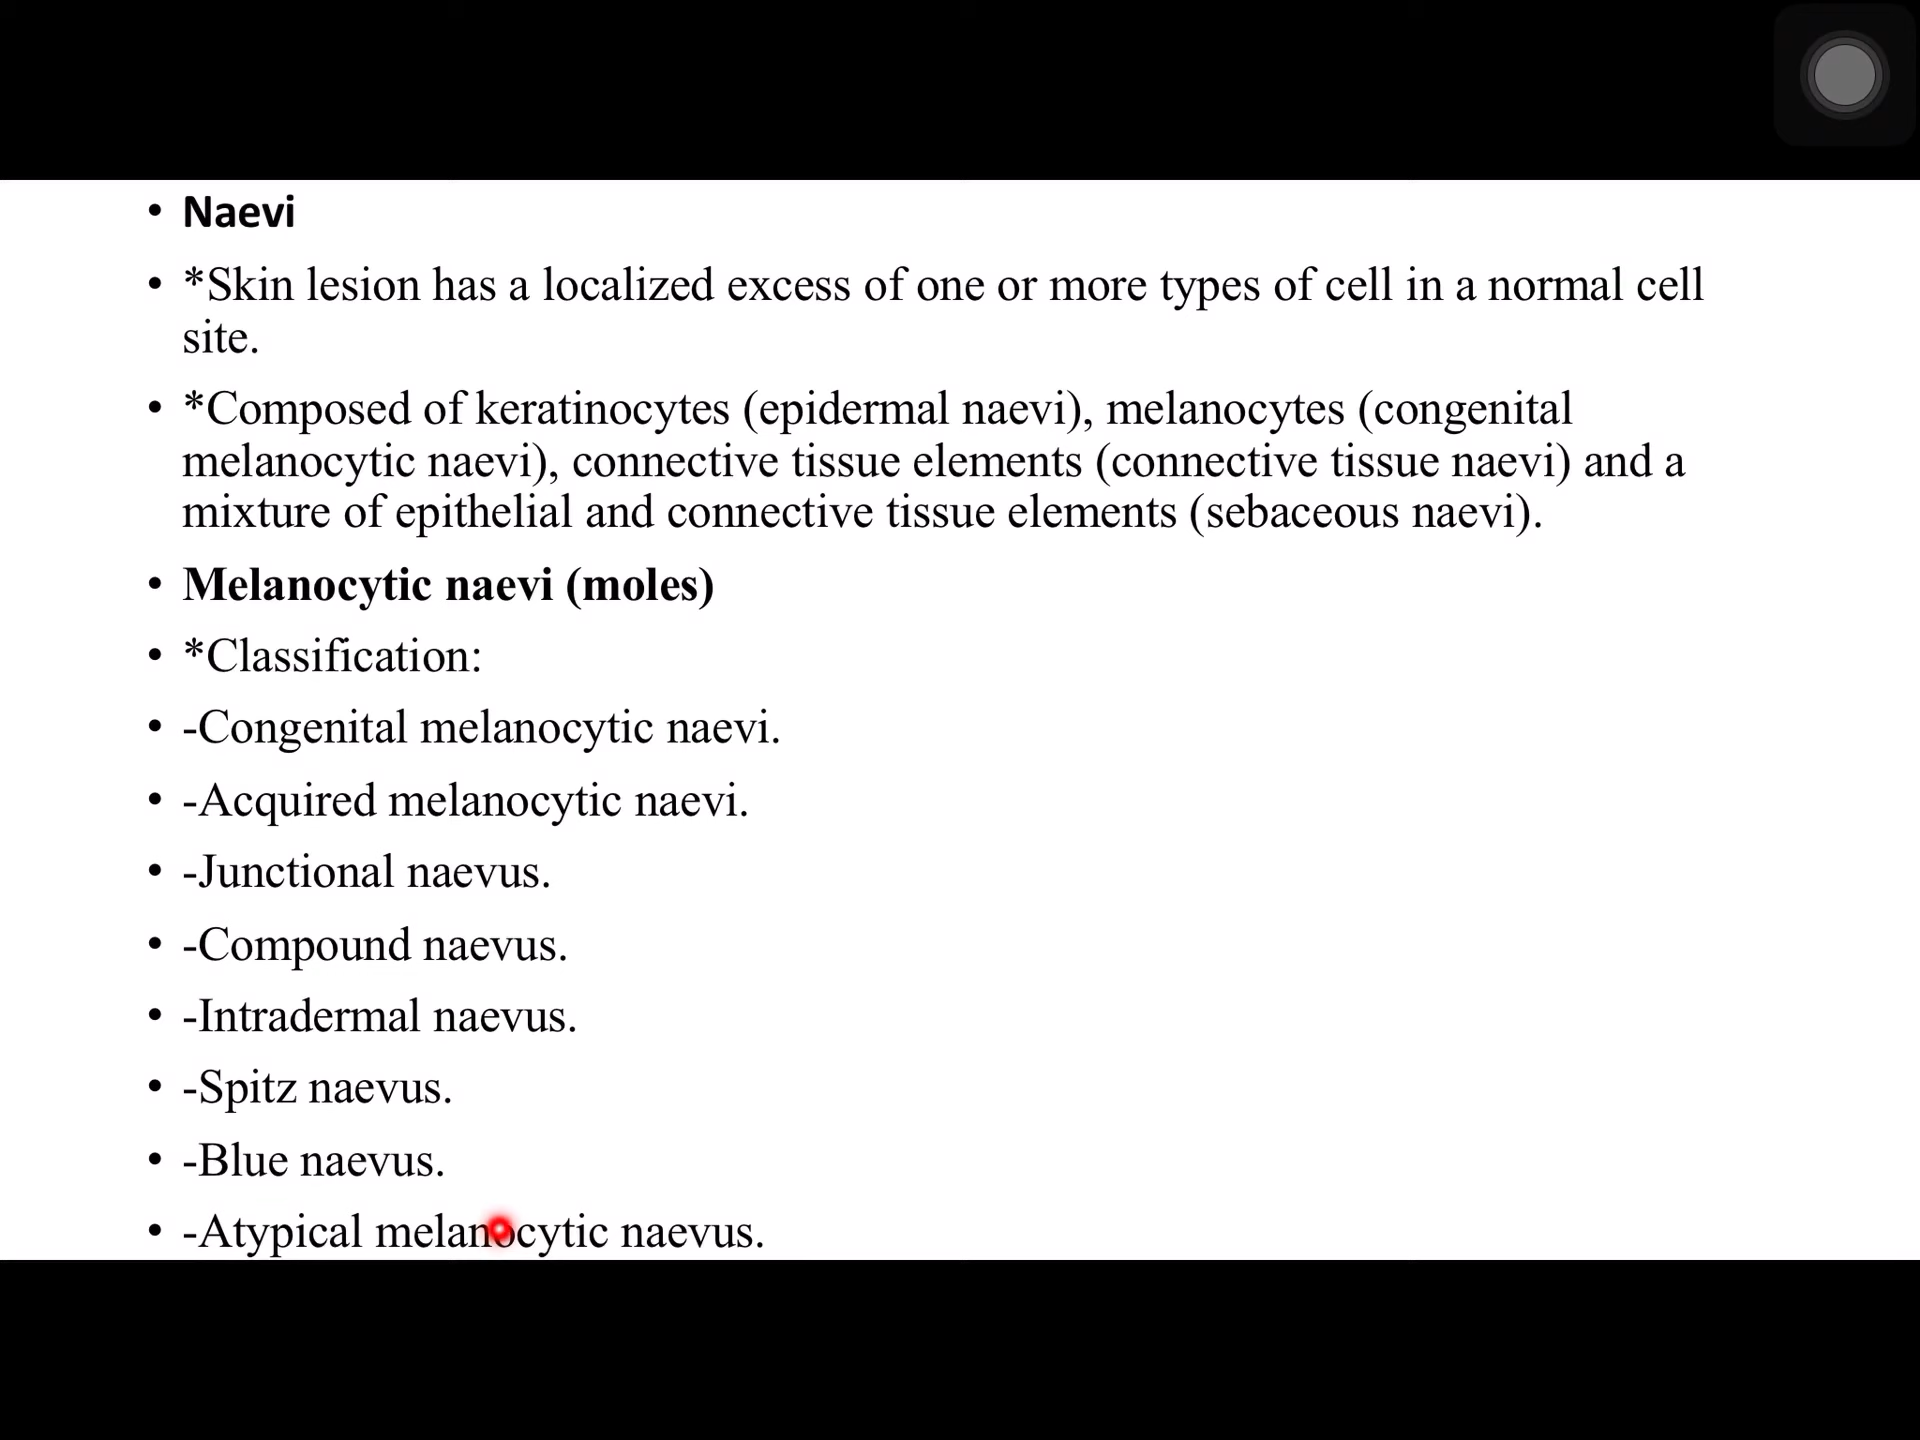 • Naevi
• *Skin lesion has a localized excess of one or more types of cell in a normal cell
site.
• *Composed of keratinocytes (epidermal naevi), melanocytes (congenital
melanocytic naevi), connective tissue elements (connective tissue naevi) and a
mixture of epithelial and connective tissue elements (sebaceous naevi).
• Melanocytic naevi (moles)
• *Classification:
• -Congenital melanocytic naevi.
• -Acquired melanocytic naevi.
• -Junctional naevus.
• -Compound naevus.
• -Intradermal naevus.
• -Spitz naevus.
• -Blue naevus.
• -Atypical melanocytic naevus.